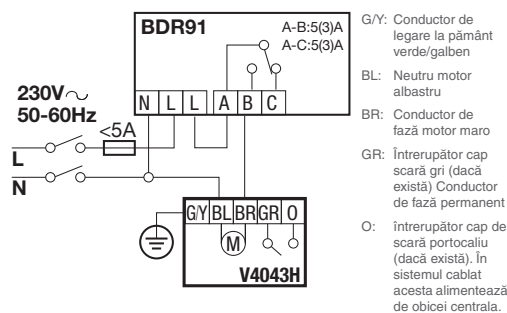 BDR91
A-B:5(3)A
A-C:5(3)A
230V~
50-60Hz
N L L A B C
<5A
L
N
G/Y BL BR GR O
M
V4043H
G/Y: Conductor de
legare la pământ
verde/galben
BL: Neutru motor
albastru
BR: Conductor de
fază motor maro
GR: Întrerupător cap
scară gri (dacă
există) Conductor
de fază permanent
O: întrerupător cap de
scară portocaliu
(dacă există). În
sistemul cablat
acesta alimentează
de obicei centrala.